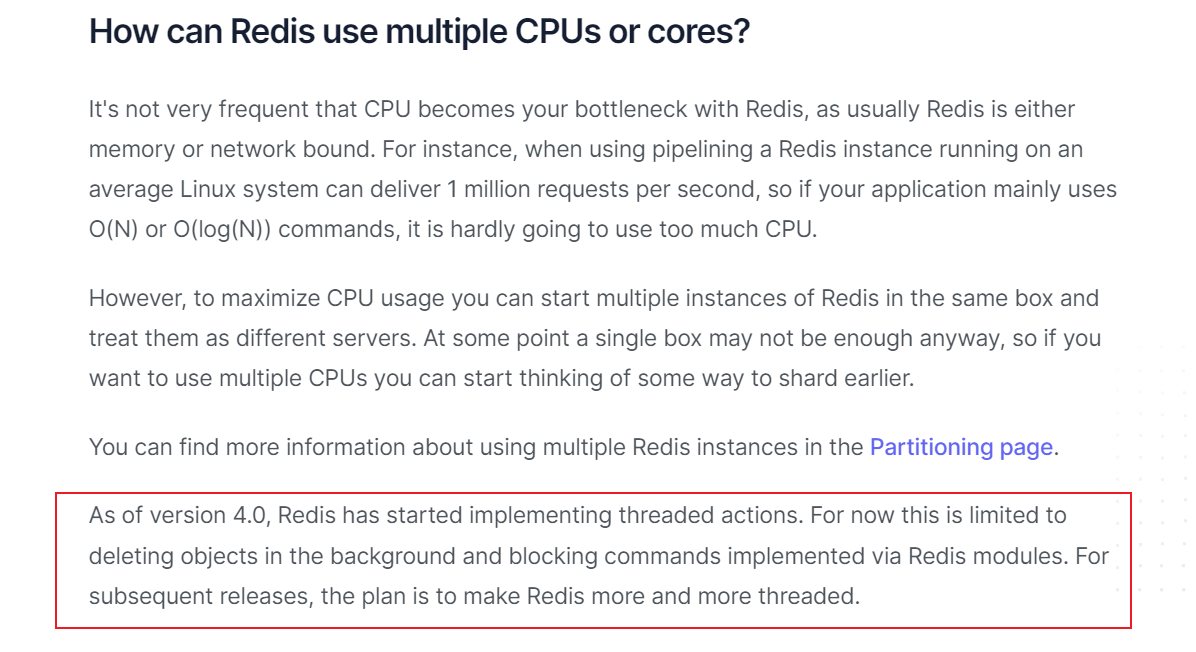 How can Redis use multiple CPUs or cores?
It's not very frequent that CPU becomes your bottleneck with Redis, as usually Redis is either
memory or network bound. For instance, when using pipelining a Redis instance running on an
average Linux system can deliver 1 million requests per second, so if your application mainly uses
O(N) or O(log(N)) commands, it is hardly going to use too much CPU.
However, to maximize CPU usage you can start multiple instances of Redis in the same box and
treat them as different servers. At some point a single box may not be enough anyway, so if you
want to use multiple CPUs you can start thinking of some way to shard earlier.
You can find more information about using multiple Redis instances in the Partitioning page.
As of version 4.0, Redis has started implementing threaded actions. For now this is limited to
deleting objects in the background and blocking commands implemented via Redis modules. For
subsequent releases, the plan is to make Redis more and more threaded.